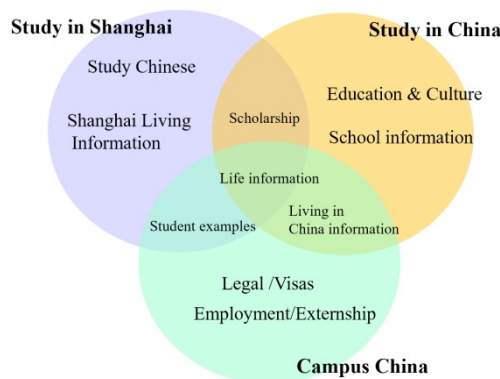 Study in Shanghai
Study in China
Study Chinese
Education & Culture
Shanghai Living
Information
Scholarship
School information
Life information
Living in
China information
Student examples
Legal /Visas
Employment/Externship
Campus China